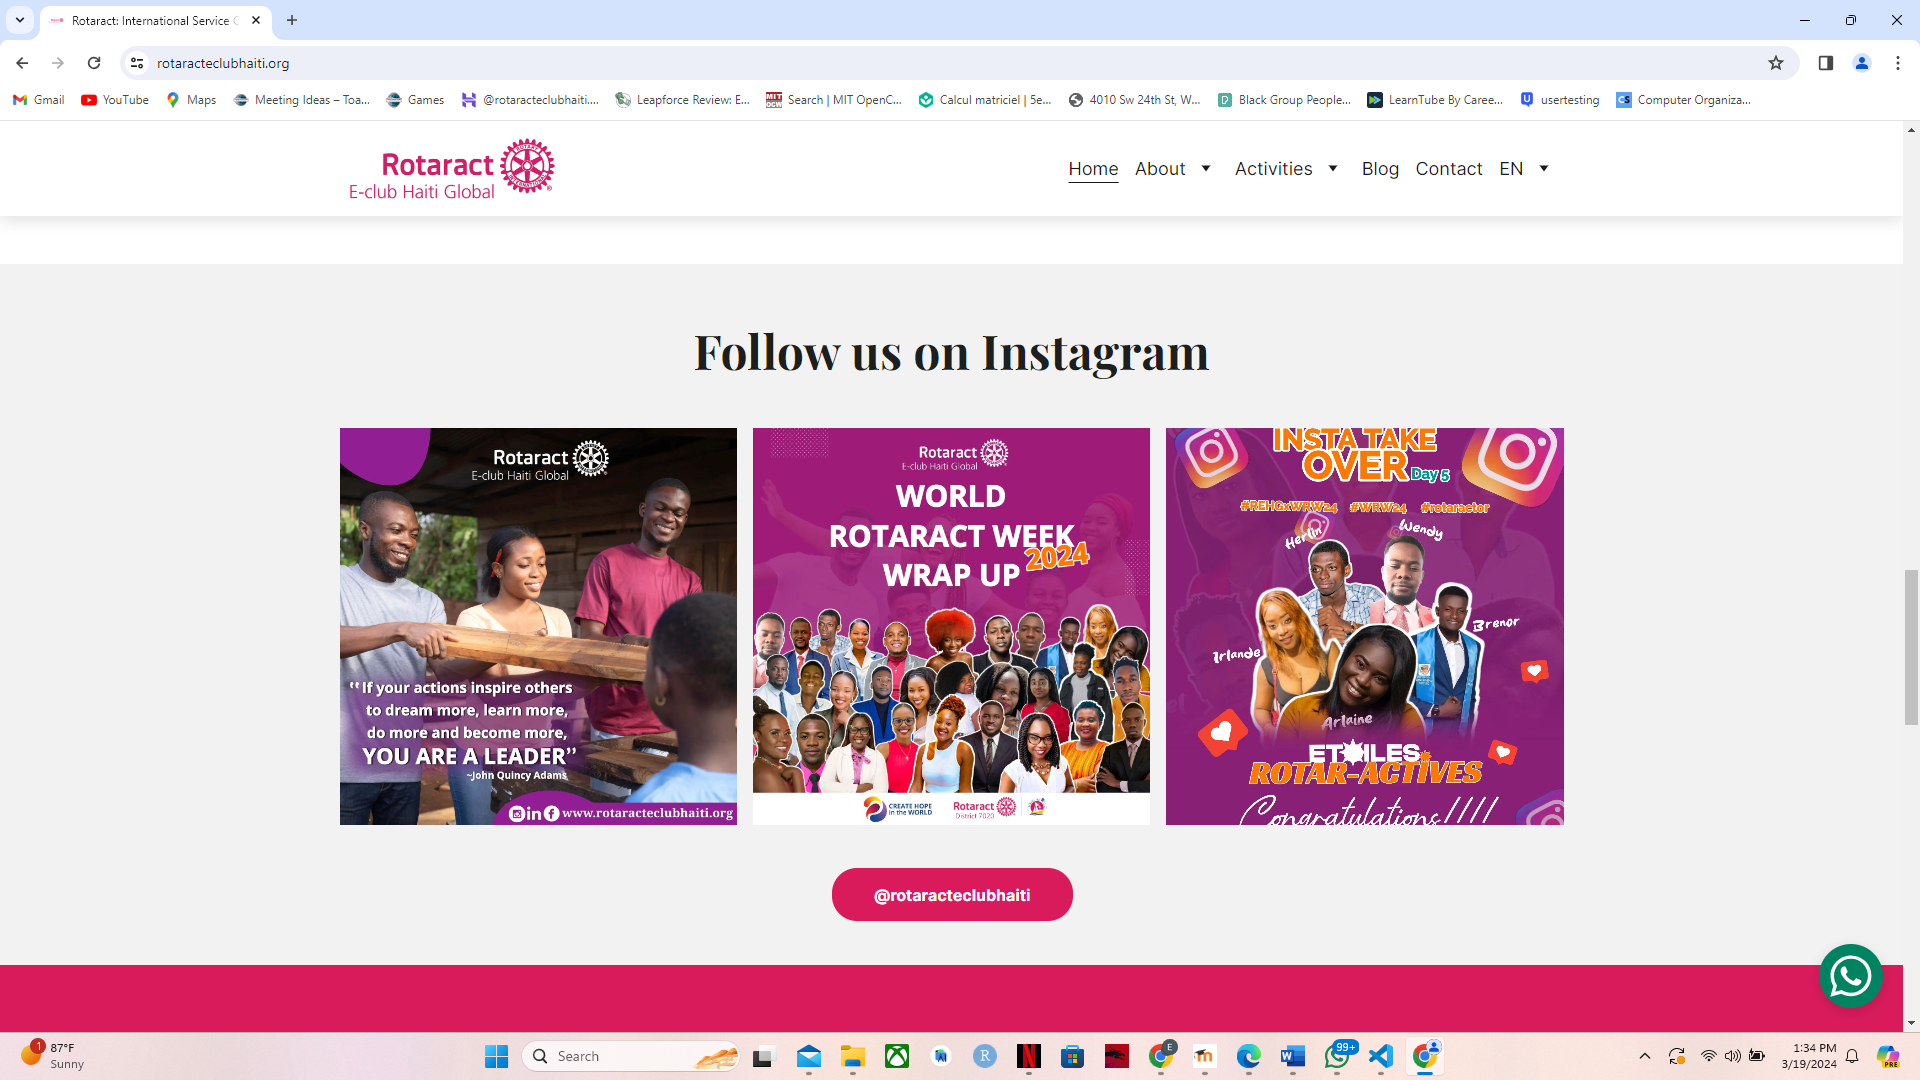 Rotaract: International Service C
rotaracteclubhaiti.org
Gmail
YouTube
Maps
Meeting Ideas – Toa...
Games
@rotaracteclubhaiti....
Leapforce Review: E...
Search | MIT OpenC...
Calcul matriciel | 5e...
4010 Sw 24th St, W...
Black Group People...
LearnTube By Caree...
usertesting
Computer Organiza...
Rotaract
E-club Haiti Global
Home
About
Activities
Blog
Contact
EN
Follow us on Instagram
Rotaract
E-club Haiti Global
“If your actions inspire others
to dream more, learn more,
do more and become more,
YOU ARE A LEADER”
~John Quincy Adams
www.rotaracteclubhaiti.org
Rotaract
E-club Haiti Global
WORLD
ROTARACT WEEK
2024
WRAP UP
CREATE HOPE
in the WORLD
Rotaract
District 7020
INSTA TAKE
OVER Day 5
#REHGxWRW24 #WRW24 #rotaractor
Herlin
Wendy
Brenor
Irlande
Arlaine
ETOILES
ROTAR-ACTIVES
Congratulations!!!!
@rotaracteclubhaiti
1
87°F
Sunny
Search
E
99+
1:34 PM
3/19/2024
PRE